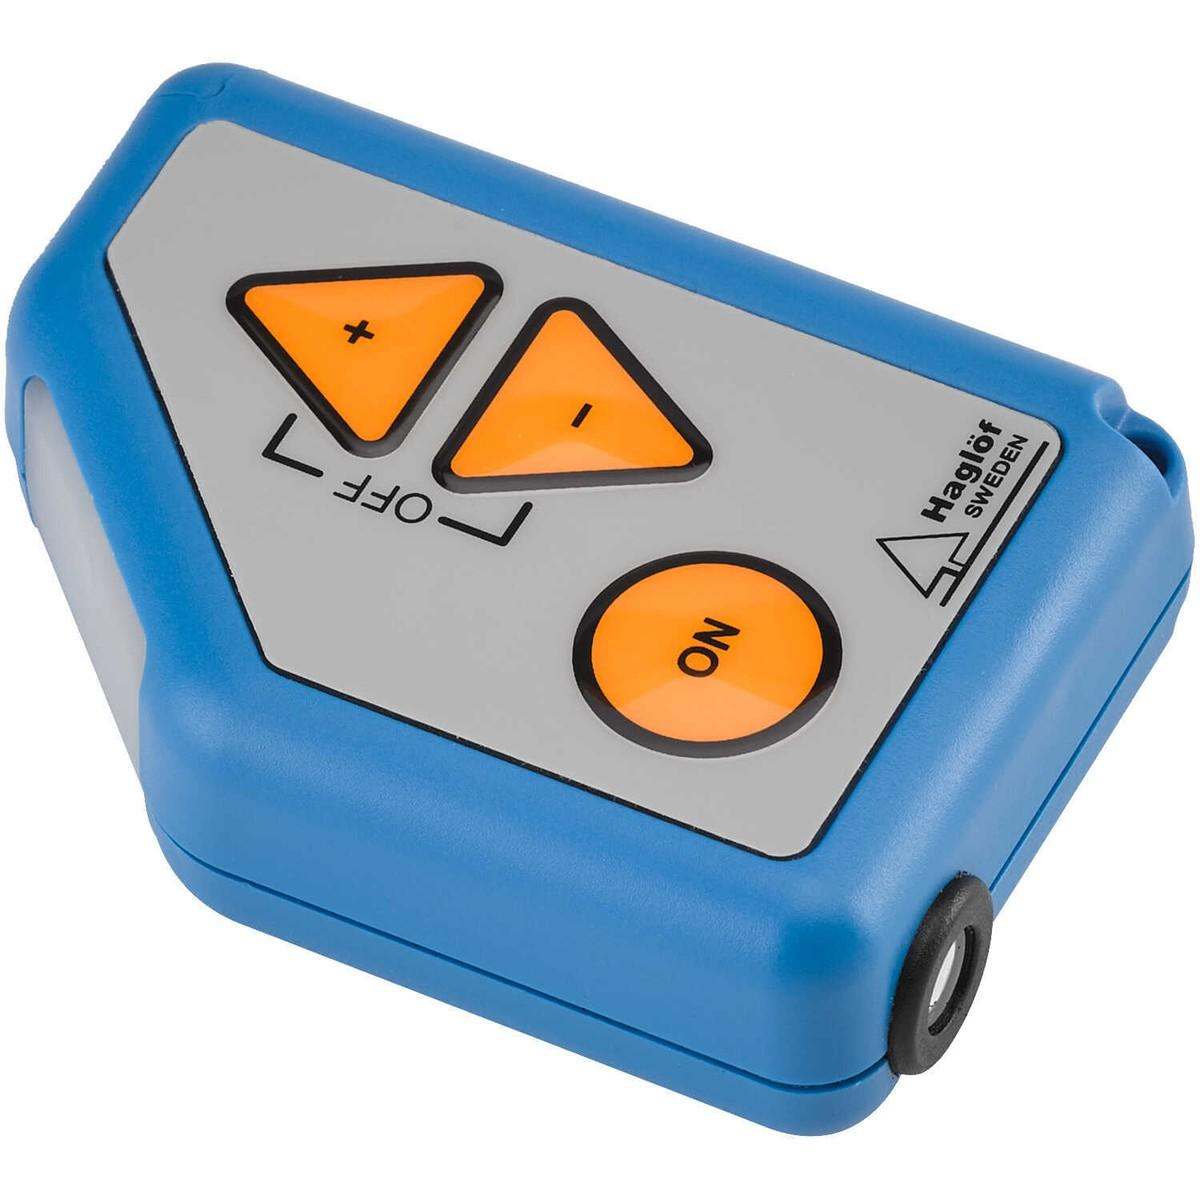 +
-
OFF
ON
Haglöf
SWEDEN